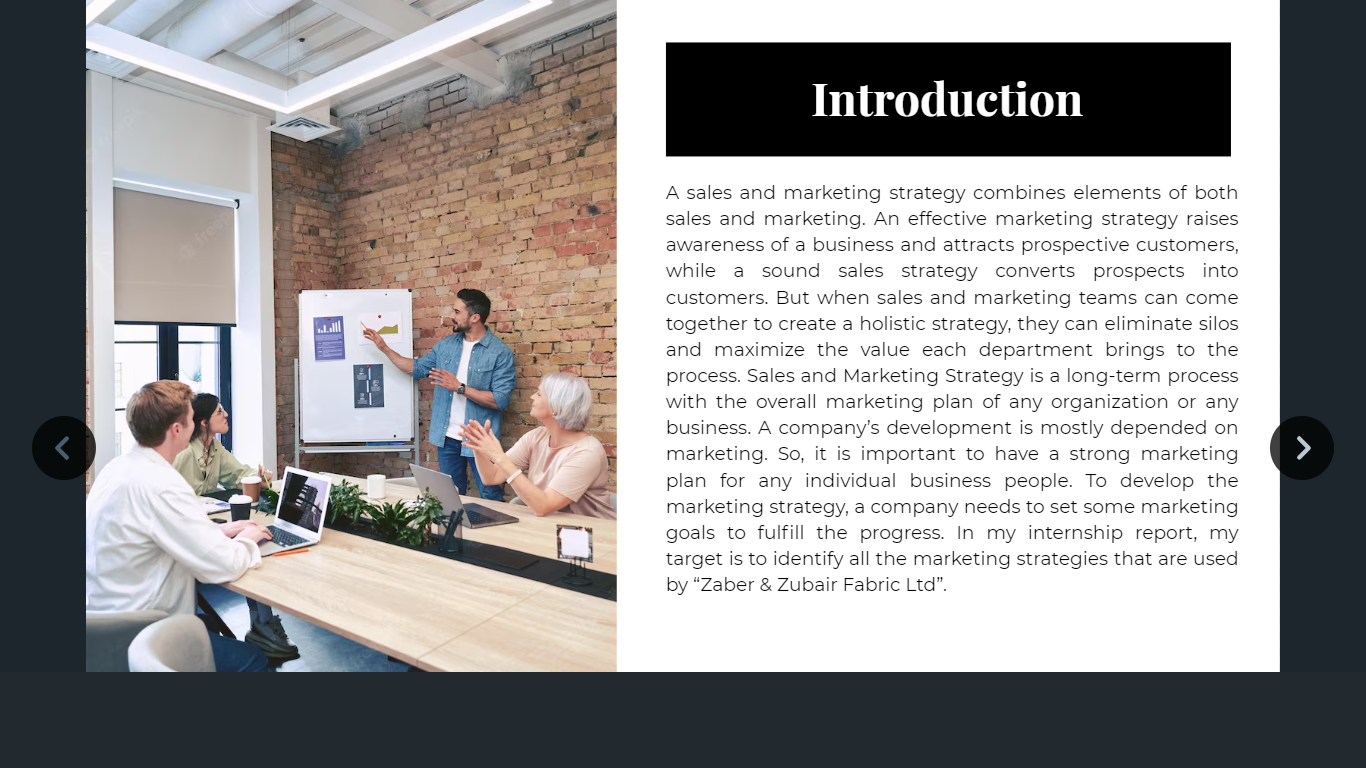 Introduction
A sales and marketing strategy combines elements of both
sales and marketing. An effective marketing strategy raises
awareness of a business and attracts prospective customers,
while a sound sales strategy converts prospects into
customers. But when sales and marketing teams can come
together to create a holistic strategy, they can eliminate silos
and maximize the value each department brings to the
process. Sales and Marketing Strategy is a long-term process
with the overall marketing plan of any organization or any
business. A company’s development is mostly depended on
marketing. So, it is important to have a strong marketing
plan for any individual business people. To develop the
marketing strategy, a company needs to set some marketing
goals to fulfill the progress. In my internship report, my
target is to identify all the marketing strategies that are used
by “Zaber & Zubair Fabric Ltd”.